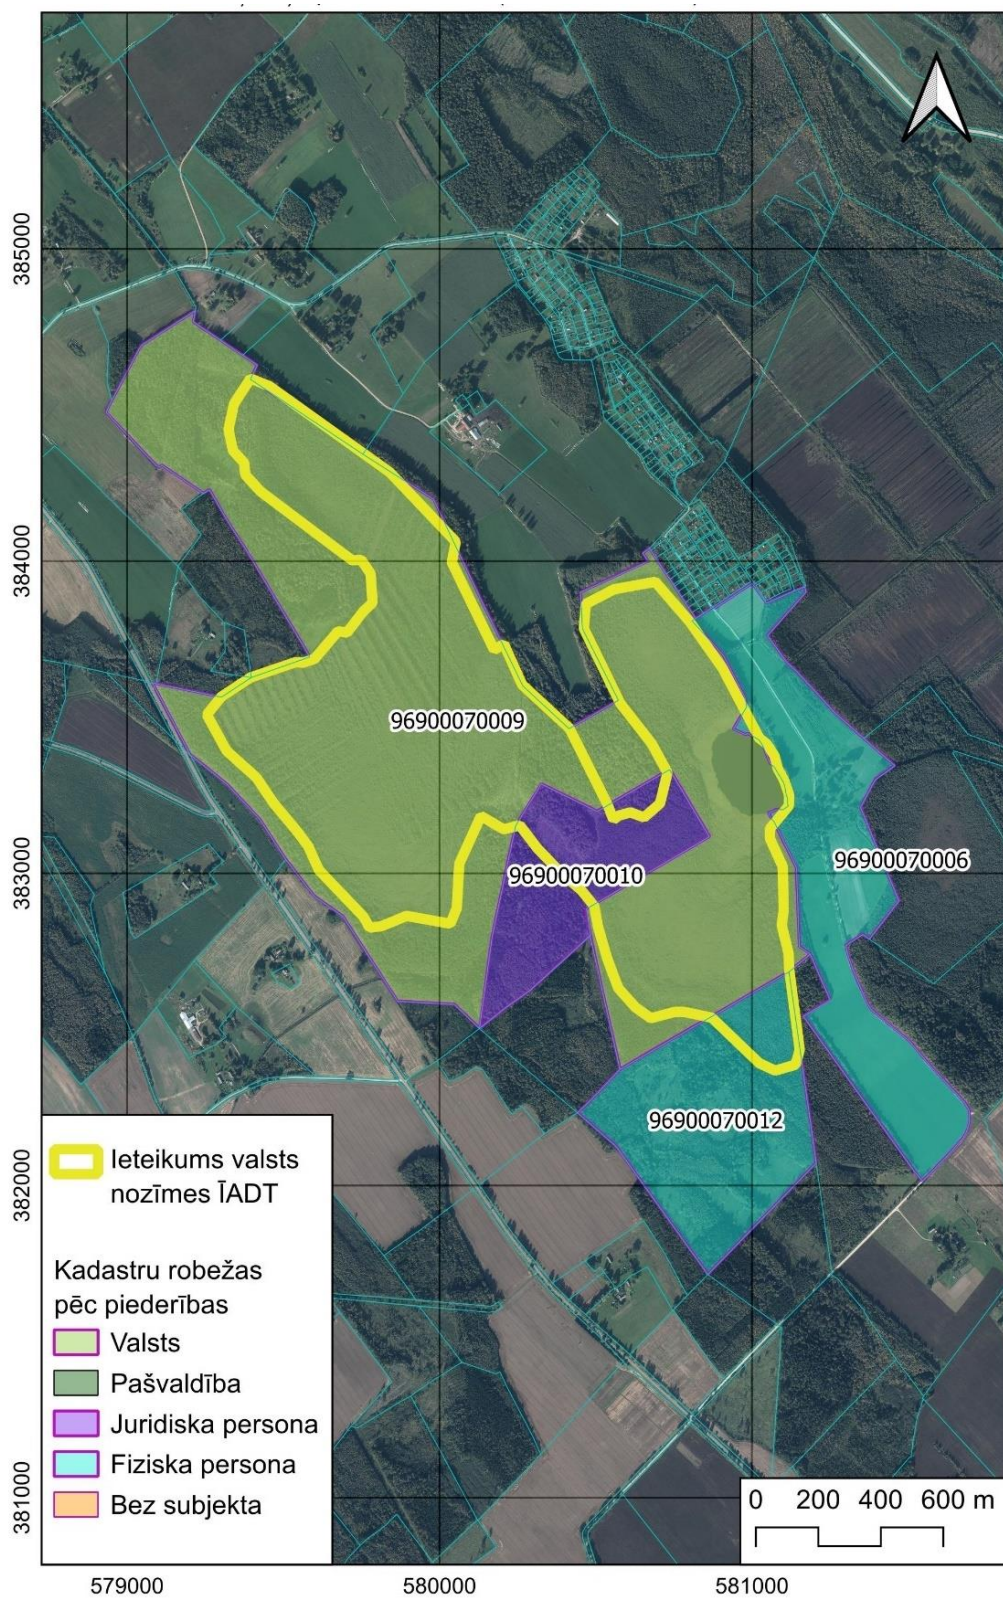 385000
384000
383000
382000
381000
96900070009
96900070010
96900070006
96900070012
Ieteikums valsts
nozīmes ĪADT
Kadastru robežas
pēc piederības
Valsts
Pašvaldība
Juridiska persona
Fiziska persona
Bez subjekta
0 200 400 600 m
579000 580000 581000